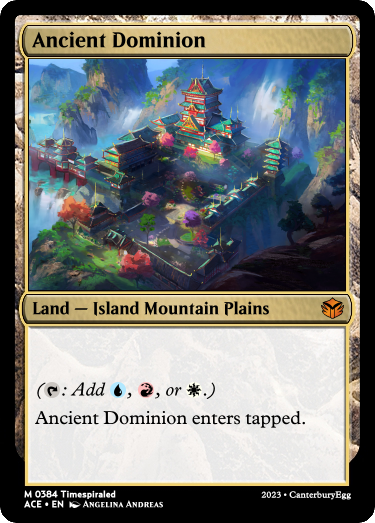 Ancient Dominion
Land — Island Mountain Plains
(: Add , , or .)
Ancient Dominion enters tapped.
M 0384 Timespiraled
ACE • EN Angelina Andreas
2023 • CanterburyEgg